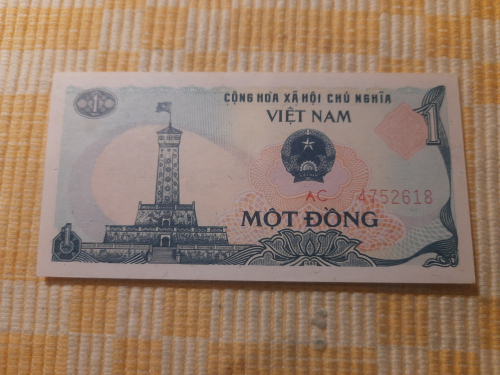 CỘNG HÒA XÃ HỘI CHỦ NGHĨA
VIỆT NAM
1
1
AC 4752618
MỘT ĐỒNG
1